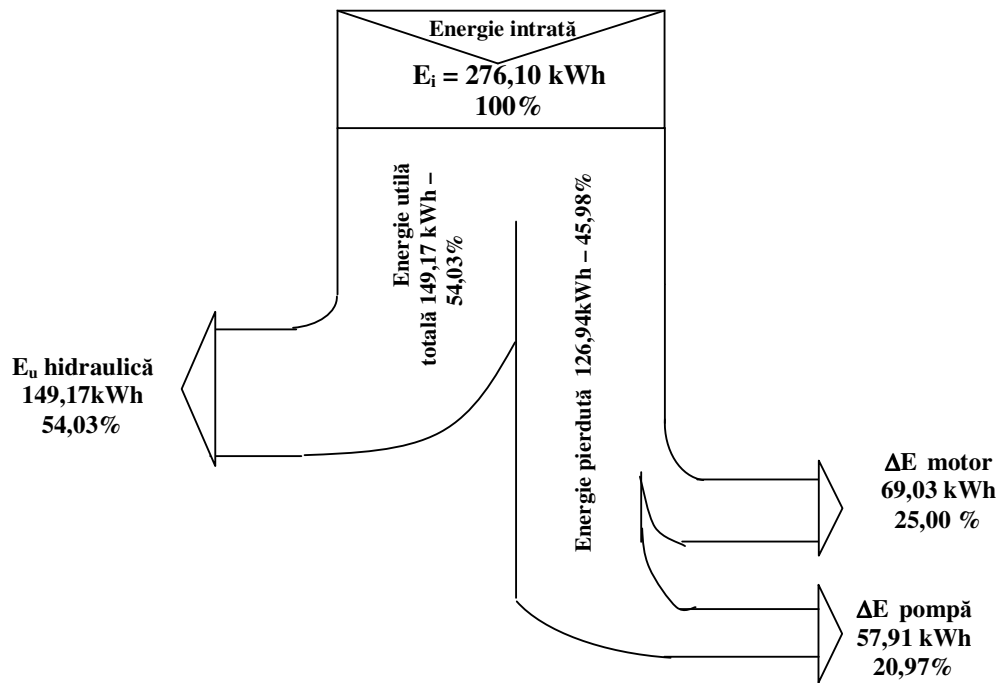 Energie intrată
Ei = 276,10 kWh
100%
Energie utilă
totală 149,17 kWh –
54,03%
Energie pierdută 126,94kWh – 45,98%
Eu hidraulică
149,17kWh
54,03%
ΔE motor
69,03 kWh
25,00 %
ΔE pompă
57,91 kWh
20,97%